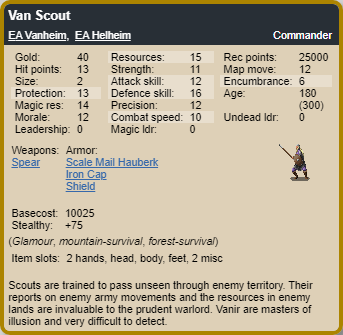 Van Scout
EA Vanheim, EA Helheim Commander
Gold: 40 Resources: 15 Rec points: 25000
Hit points: 13 Strength: 11 Map move: 12
Size: 2 Attack skill: 12 Encumbrance: 6
Protection: 13 Defence skill: 16 Age: 180
Magic res: 14 Precision: 12 (300)
Morale: 12 Combat speed: 10 Undead ldr: 0
Leadership: 0 Magic ldr: 0
Weapons: Armor:
Spear Scale Mail Hauberk
Iron Cap
Shield
Basecost: 10025
Stealthy: +75
(Glamour, mountain-survival, forest-survival)
Item slots: 2 hands, head, body, feet, 2 misc
Scouts are trained to pass unseen through enemy territory. Their
reports on enemy army movements and the resources in enemy
lands are invaluable to the prudent warlord. Vanir are masters of
illusion and very difficult to detect.